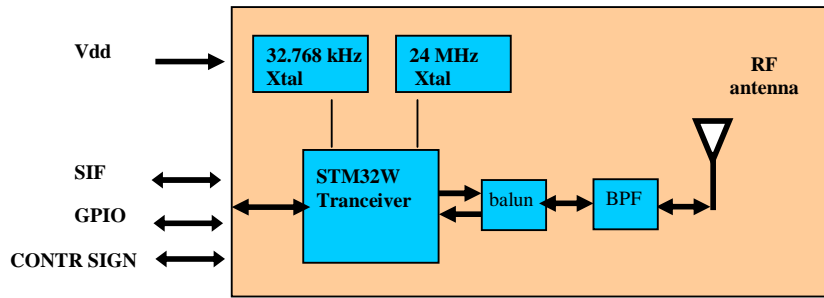 Vdd
32.768 kHz
Xtal
24 MHz
Xtal
RF
antenna
SIF
GPIO
CONTR SIGN
STM32W
Tranceiver
balun
BPF